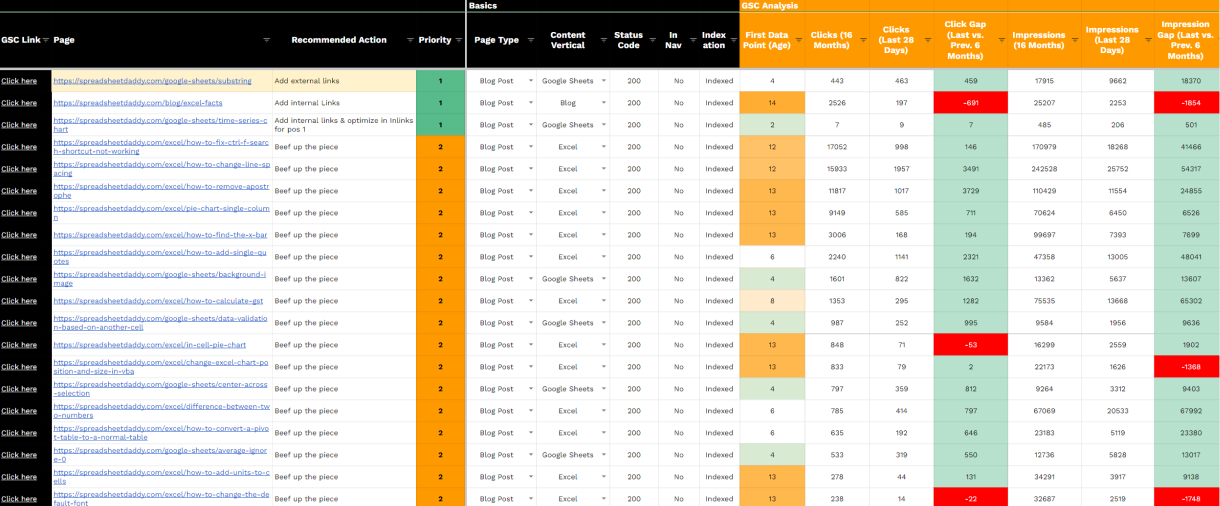 Basics GSC Analysis
GSC Link Page Recommended Action Priority Page Type Content Vertical Status Code In Nav Indexation First Data Point (Age) Clicks (16 Months) Clicks (Last 28 Days) Click Gap (Last vs. Prev. 6 Months) Impressions (16 Months) Impressions (Last 28 Days) Impression Gap (Last vs. Prev. 6 Months)
Click here https://spreadsheetdaddy.com/google-sheets/substring Add external links 1 Blog Post Google Sheets 200 No Indexed 4 443 463 459 17915 9662 18370
Click here https://spreadsheetdaddy.com/blog/excel-facts Add internal Links 1 Blog Post Blog 200 No Indexed 14 2526 197 -691 25207 2253 -1854
Click here https://spreadsheetdaddy.com/google-sheets/time-series-chart Add internal links & optimize in Inlinks for pos 1 1 Blog Post Google Sheets 200 No Indexed 2 7 9 7 485 206 501
Click here https://spreadsheetdaddy.com/excel/how-to-fix-ctrl-f-search-shortcut-not-working Beef up the piece 2 Blog Post Excel 200 No Indexed 12 17052 998 146 170979 18268 41466
Click here https://spreadsheetdaddy.com/excel/how-to-change-line-spacing Beef up the piece 2 Blog Post Excel 200 No Indexed 12 15933 1957 3491 242528 25752 54317
Click here https://spreadsheetdaddy.com/excel/how-to-remove-apostrophe Beef up the piece 2 Blog Post Excel 200 No Indexed 13 11817 1017 3729 110429 11554 24855
Click here https://spreadsheetdaddy.com/excel/pie-chart-single-column Beef up the piece 2 Blog Post Excel 200 No Indexed 13 9149 585 711 70624 6450 6526
Click here https://spreadsheetdaddy.com/excel/how-to-find-the-x-bar Beef up the piece 2 Blog Post Excel 200 No Indexed 13 3006 168 194 99697 7393 7699
Click here https://spreadsheetdaddy.com/excel/how-to-add-single-quotes Beef up the piece 2 Blog Post Excel 200 No Indexed 6 2240 1141 2321 47358 13005 48041
Click here https://spreadsheetdaddy.com/google-sheets/background-image Beef up the piece 2 Blog Post Google Sheets 200 No Indexed 4 1601 822 1632 13362 5637 13607
Click here https://spreadsheetdaddy.com/excel/how-to-calculate-gst Beef up the piece 2 Blog Post Excel 200 No Indexed 8 1353 295 1282 75535 13668 65302
Click here https://spreadsheetdaddy.com/google-sheets/data-validation-based-on-another-cell Beef up the piece 2 Blog Post Google Sheets 200 No Indexed 4 987 252 995 9584 1956 9636
Click here https://spreadsheetdaddy.com/excel/in-cell-pie-chart Beef up the piece 2 Blog Post Excel 200 No Indexed 13 848 71 -53 16299 2559 1902
Click here https://spreadsheetdaddy.com/excel/change-excel-chart-position-and-size-in-vba Beef up the piece 2 Blog Post Excel 200 No Indexed 13 833 79 2 22173 1626 -1368
Click here https://spreadsheetdaddy.com/google-sheets/center-across-selection Beef up the piece 2 Blog Post Google Sheets 200 No Indexed 4 797 359 812 9264 3312 9403
Click here https://spreadsheetdaddy.com/excel/difference-between-two-numbers Beef up the piece 2 Blog Post Excel 200 No Indexed 6 785 414 797 67069 20533 67992
Click here https://spreadsheetdaddy.com/excel/how-to-convert-a-pivot-table-to-a-normal-table Beef up the piece 2 Blog Post Excel 200 No Indexed 6 635 192 646 23183 5119 23380
Click here https://spreadsheetdaddy.com/google-sheets/average-ignore-0 Beef up the piece 2 Blog Post Google Sheets 200 No Indexed 4 533 319 550 12736 5828 13017
Click here https://spreadsheetdaddy.com/excel/how-to-add-units-to-cells Beef up the piece 2 Blog Post Excel 200 No Indexed 13 278 44 131 34291 3917 9138
Click here https://spreadsheetdaddy.com/excel/how-to-change-the-default-font Beef up the piece 2 Blog Post Excel 200 No Indexed 13 238 14 -22 32687 2519 -1748